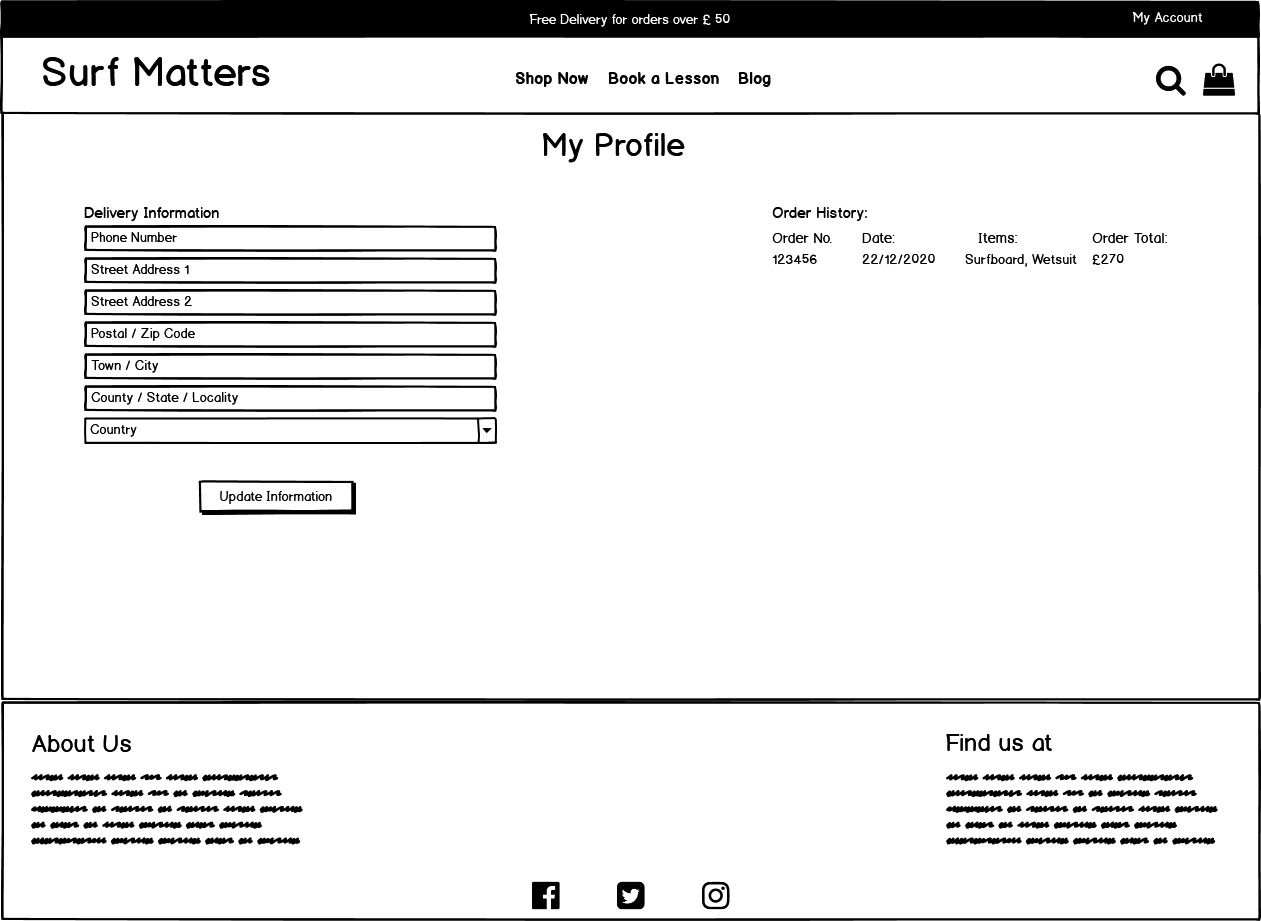 Free Delivery for orders over £ 50
My Account
Surf Matters
Shop Now Book a Lesson Blog
My Profile
Delivery Information
Phone Number
Street Address 1
Street Address 2
Postal / Zip Code
Town / City
County / State / Locality
Country
Update Information
Order History:
Order No. Date: Items: Order Total:
123456 22/12/2020 Surfboard, Wetsuit £270
About Us
Find us at